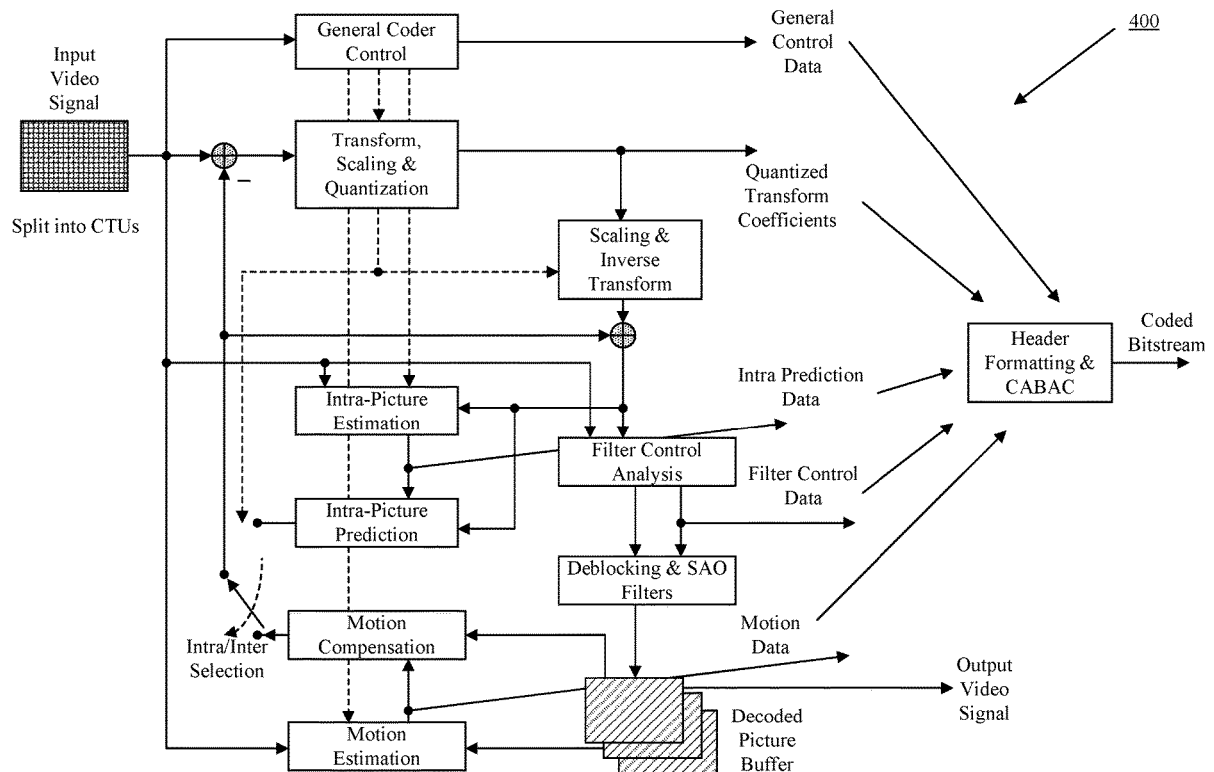 General Coder
Control
General
Control
Data
400
Input
Video
Signal
Transform,
Scaling &
Quantization
–
Quantized
Transform
Coefficients
Split into CTUs
Scaling &
Inverse
Transform
Header
Formatting &
CABAC
Coded
Bitstream
Intra-Picture
Estimation
Intra Prediction
Data
Filter Control
Analysis
Filter Control
Data
Intra-Picture
Prediction
Deblocking & SAO
Filters
Intra/Inter
Selection
Motion
Compensation
Motion
Data
Output
Video
Signal
Motion
Estimation
Decoded
Picture
Buffer